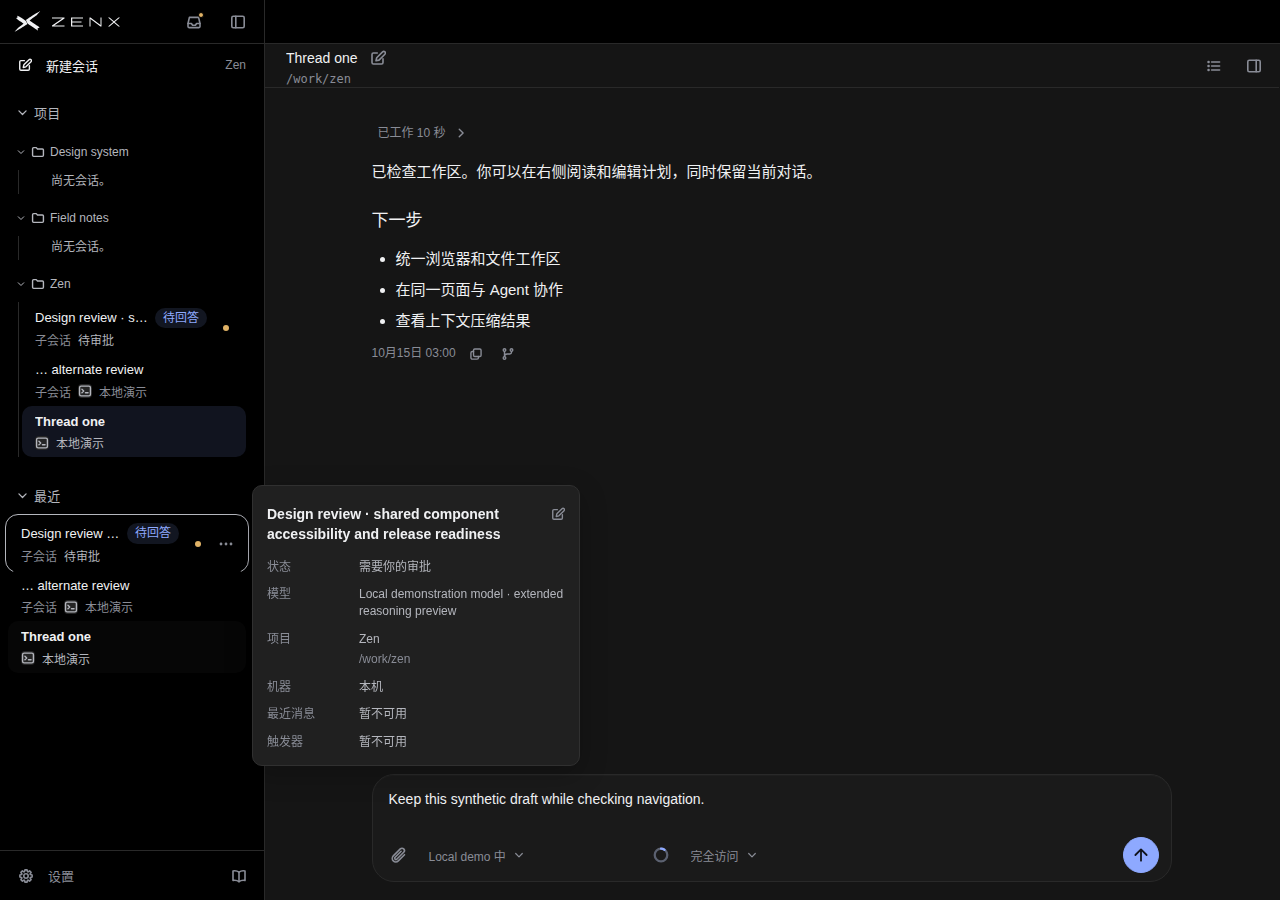 ZENX
新建会话 Zen
项目
Design system
尚无会话。
Field notes
尚无会话。
Zen
Design review · s… 待回答
子会话 待审批
… alternate review
子会话 本地演示
Thread one
本地演示
最近
Design review … 待回答
子会话 待审批
… alternate review
子会话 本地演示
Thread one
本地演示
设置
Thread one
/work/zen
已工作 10 秒
已检查工作区。你可以在右侧阅读和编辑计划，同时保留当前对话。
下一步
统一浏览器和文件工作区
在同一页面与 Agent 协作
查看上下文压缩结果
10月15日 03:00
Design review · shared component
accessibility and release readiness
状态 需要你的审批
模型 Local demonstration model · extended
reasoning preview
项目 Zen
/work/zen
机器 本机
最近消息 暂不可用
触发器 暂不可用
Keep this synthetic draft while checking navigation.
Local demo 中 完全访问